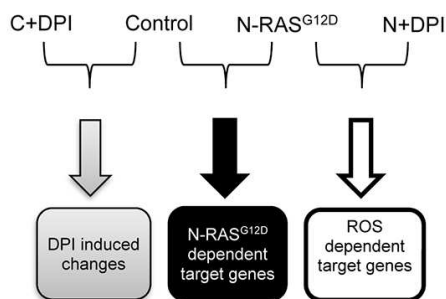 C+DPI Control N-RAS^G12D N+DPI
DPI induced
changes
N-RAS^G12D
dependent
target genes
ROS
dependent
target genes